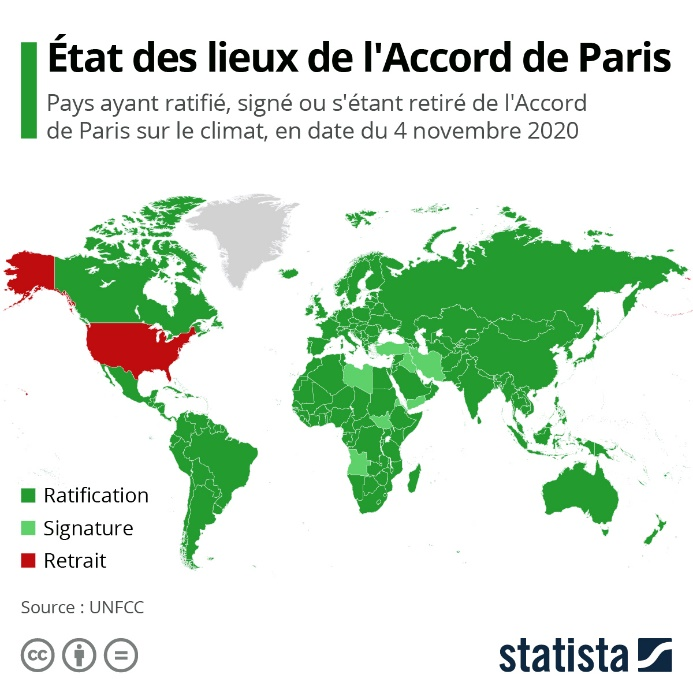 État des lieux de l'Accord de Paris
Pays ayant ratifié, signé ou s'étant retiré de l'Accord
de Paris sur le climat, en date du 4 novembre 2020
Ratification
Signature
Retrait
Source : UNFCC
cc
statista